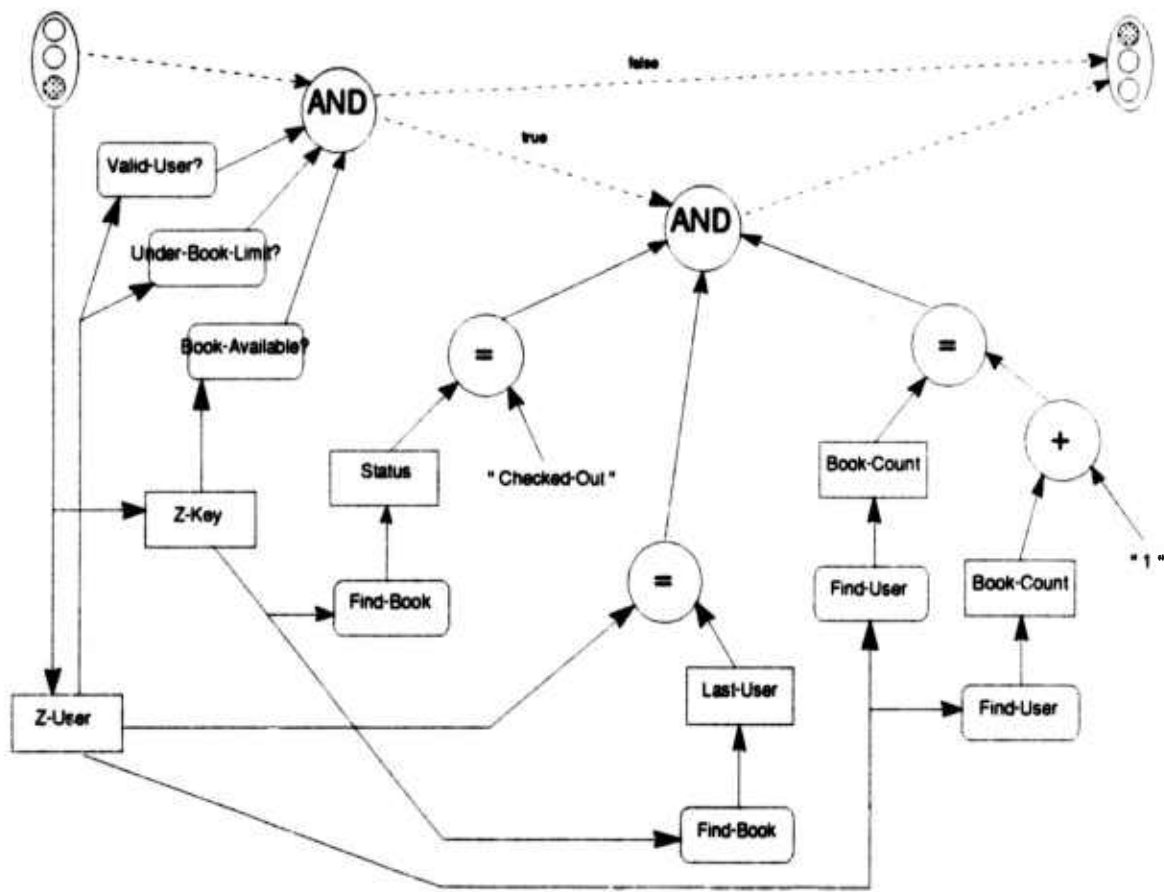 false
AND
true
Valid-User?
AND
Under-Book-Limit?
Book-Available?
=
=
+
Status
" Checked-Out "
Book-Count
Z-Key
" 1 "
=
Find-Book
Find-User
Book-Count
Last-User
Find-User
Z-User
Find-Book